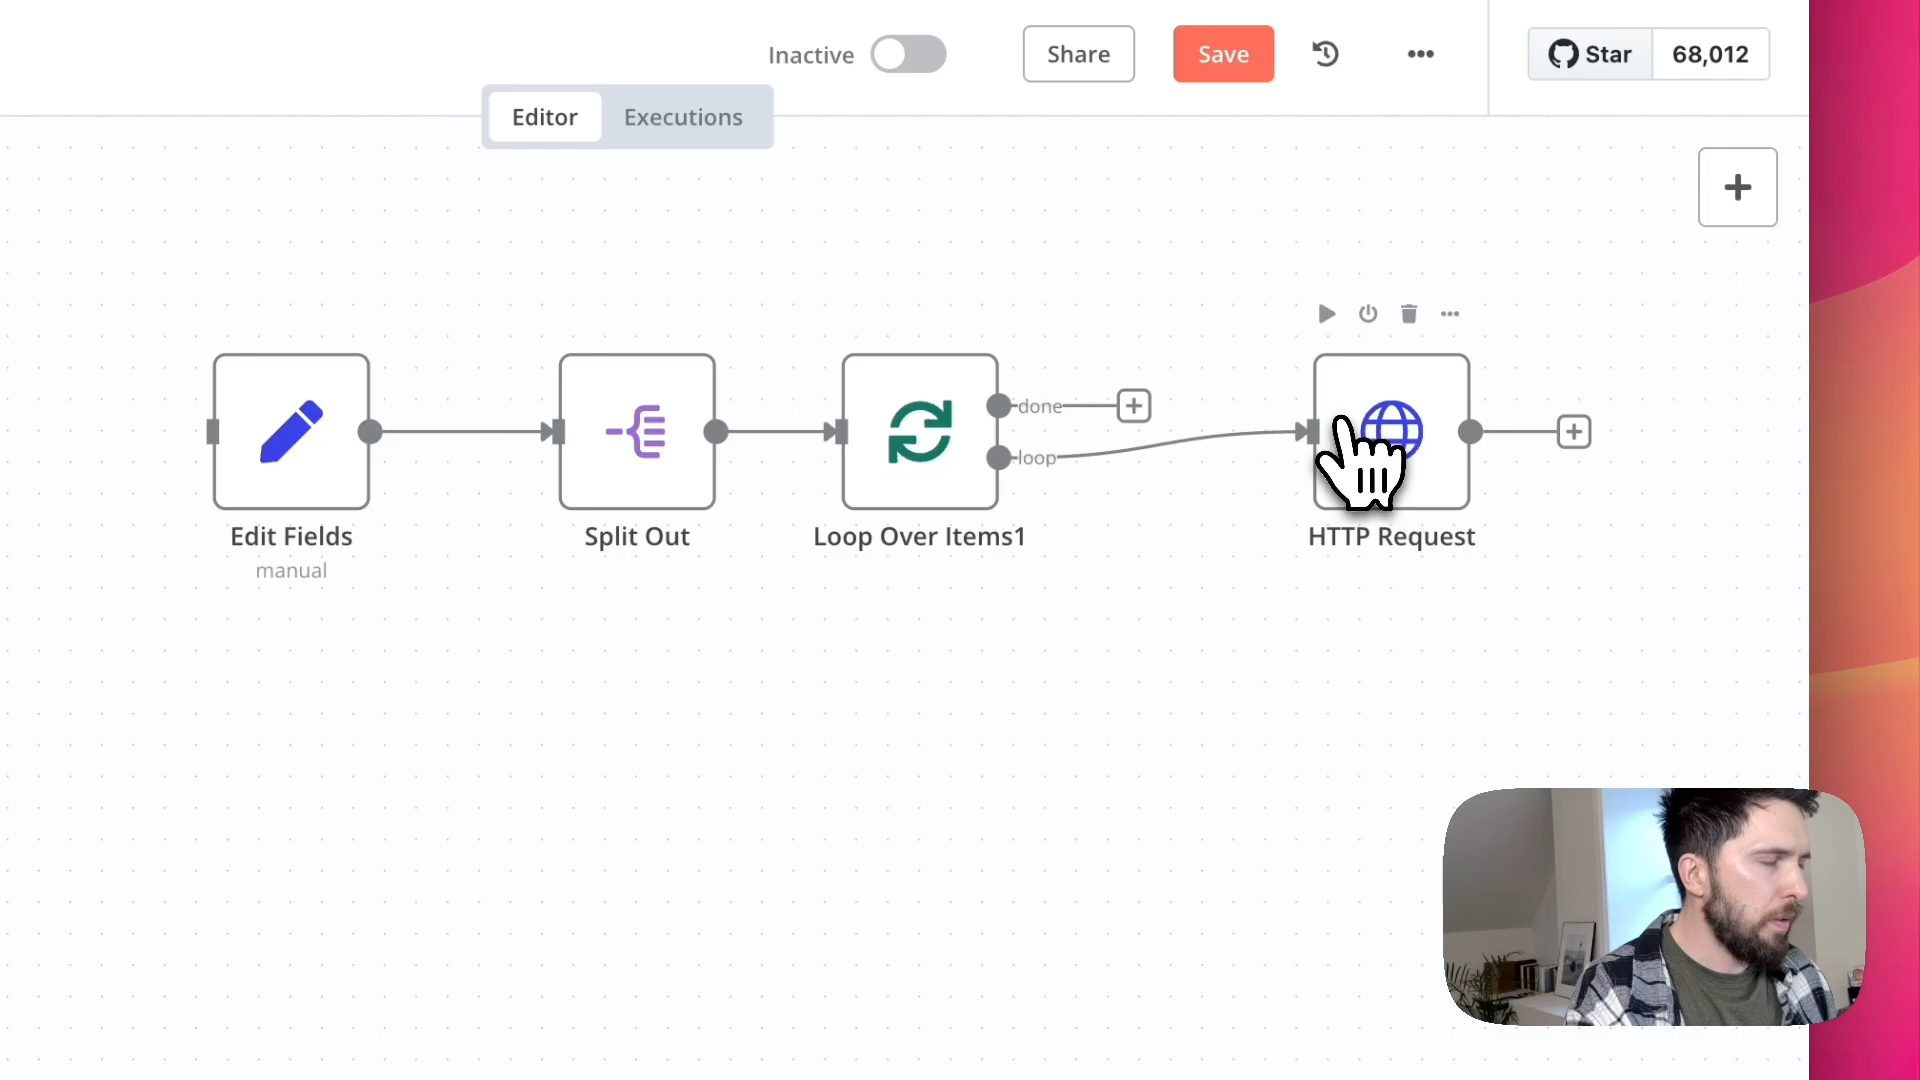 Inactive
Share
Save
Star
68,012
Editor
Executions
done
loop
Edit Fields
manual
Split Out
Loop Over Items1
HTTP Request